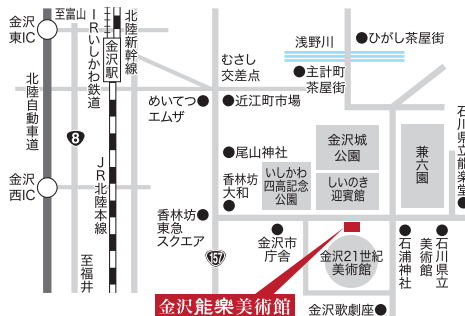 金沢
東IC
至富山
IRいしかわ鉄道
北陸新幹線
金沢駅
浅野川
ひがし茶屋街
むさし
交差点
主計町
茶屋街
北陸自動車道
めいてつ
エムザ
近江町市場
8
石川県立能楽堂
尾山神社
金沢城
公園
兼六園
JR北陸本線
金沢
西IC
香林坊
大和
いしかわ
四高記念
公園
しいのき
迎賓館
香林坊
東急
スクエア
金沢市
庁舎
石浦神社
石川県立
美術館
157
金沢21世紀
美術館
至福井
金沢能樂美術館
金沢歌劇座